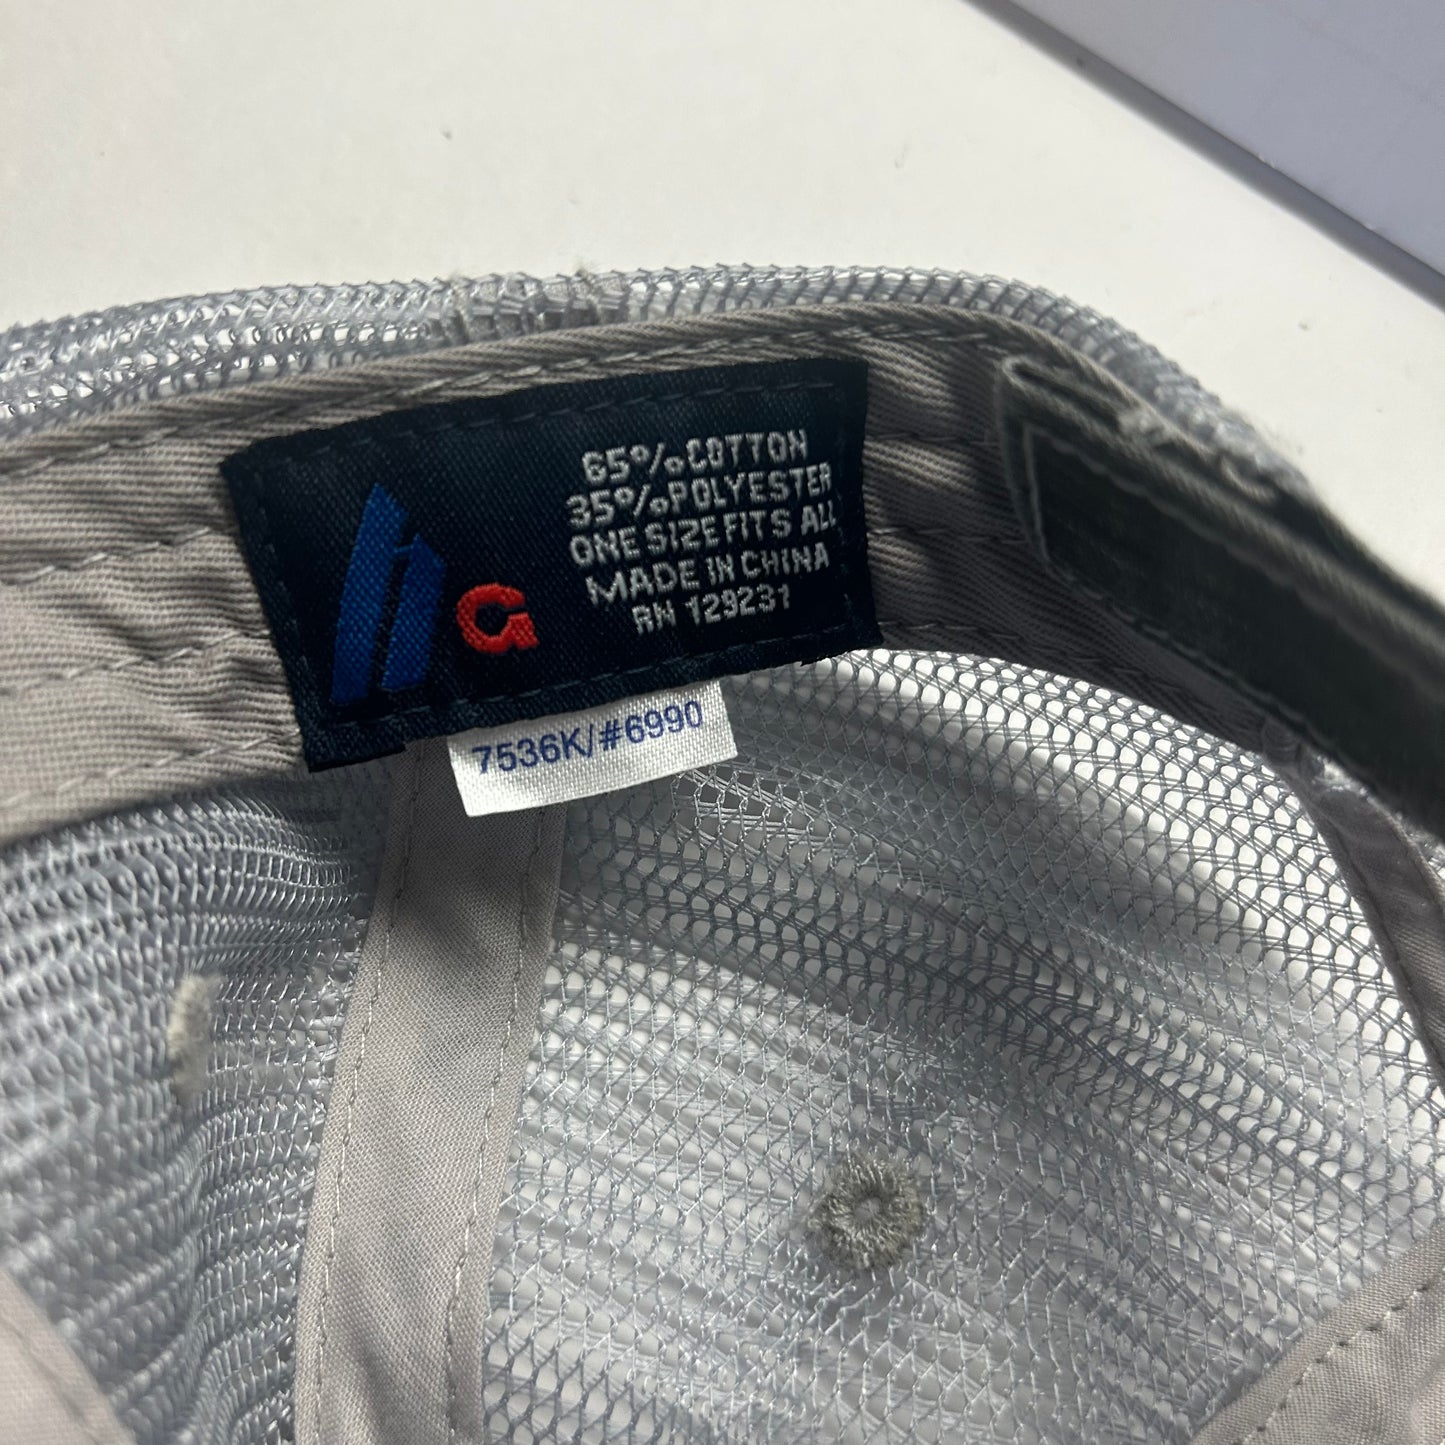 65% COTTON
35% POLYESTER
ONE SIZE FITS ALL
MADE IN CHINA
RN 129231
G
7536K/#6990